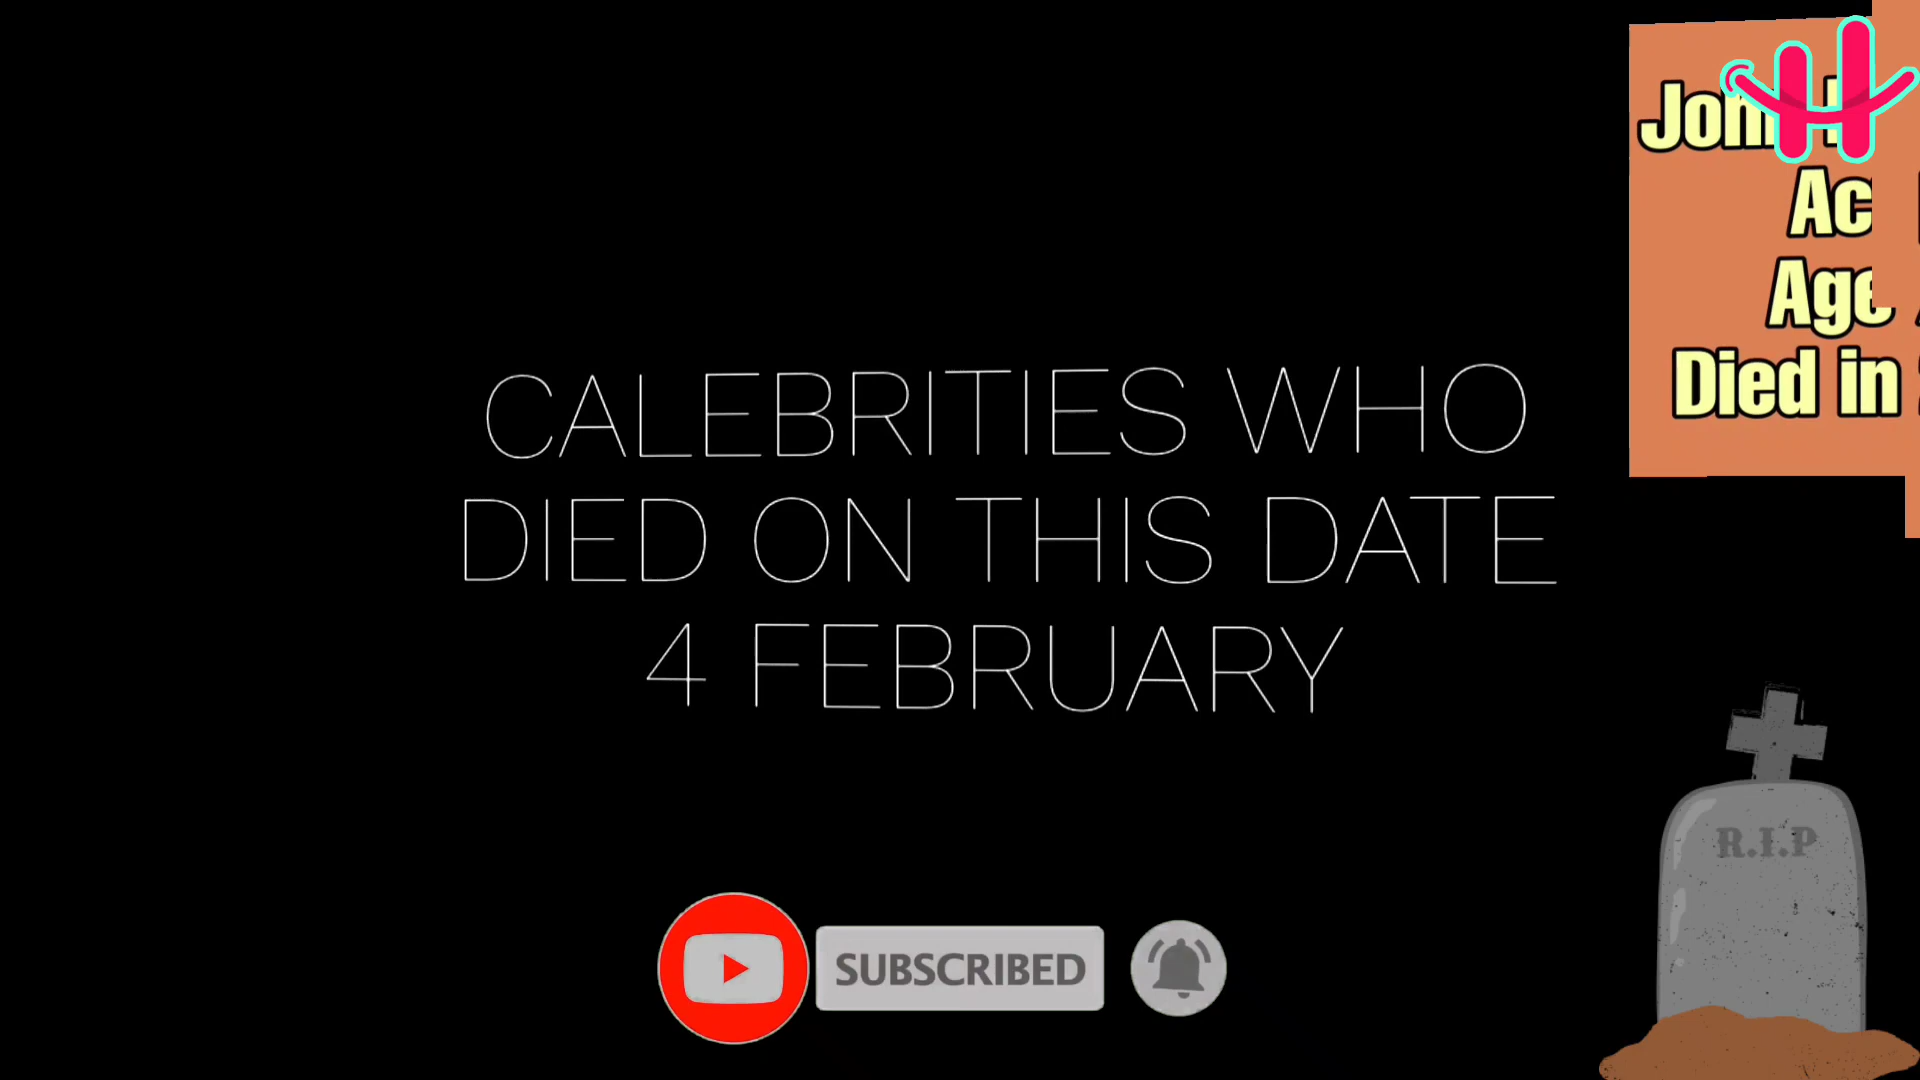 CALEBRITIES WHO
DIED ON THIS DATE
4 FEBRUARY
Died in
R.I.P
SUBSCRIBED